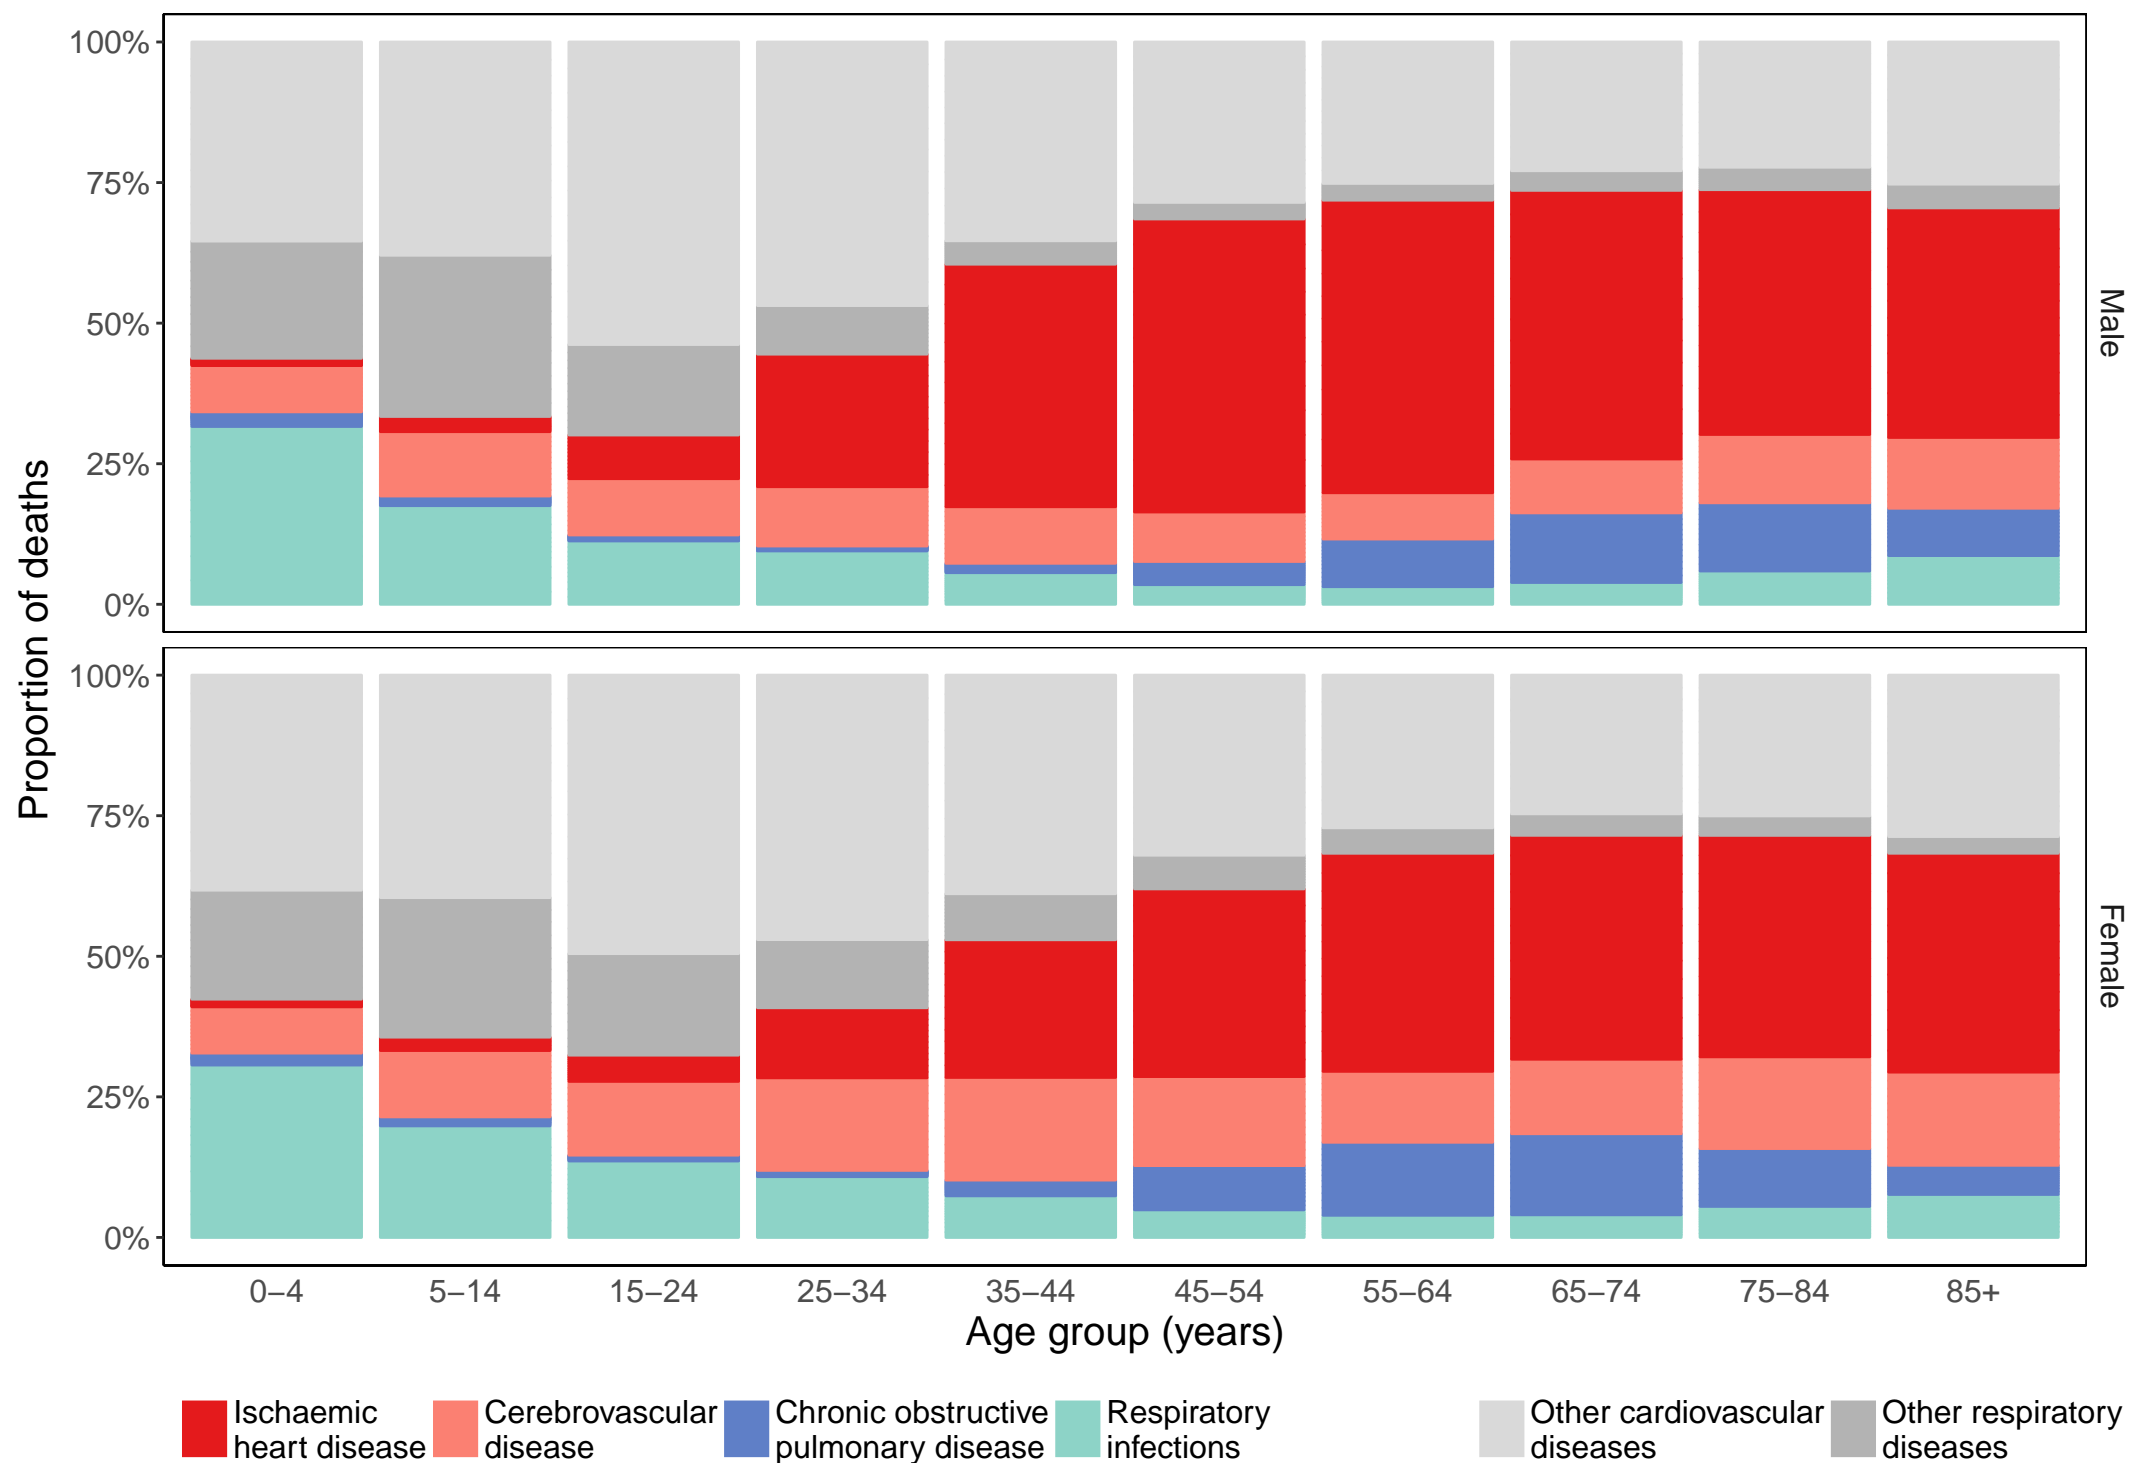 Proportion of deaths
100%
75%
50%
25%
0%
Male
100%
75%
50%
25%
0%
Female
0–4 5–14 15–24 25–34 35–44 45–54 55–64 65–74 75–84 85+
Age group (years)
Ischaemic
heart disease
Cerebrovascular
disease
Chronic obstructive
pulmonary disease
Respiratory
infections
Other cardiovascular
diseases
Other respiratory
diseases